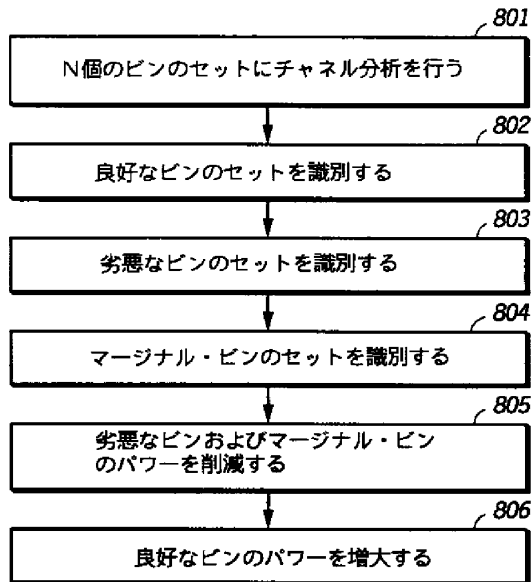 801
N個のビンのセットにチャネル分析を行う
802
良好なビンのセットを識別する
803
劣悪なビンのセットを識別する
804
マージナル・ビンのセットを識別する
805
劣悪なビンおよびマージナル・ビン
のパワーを削減する
806
良好なビンのパワーを増大する